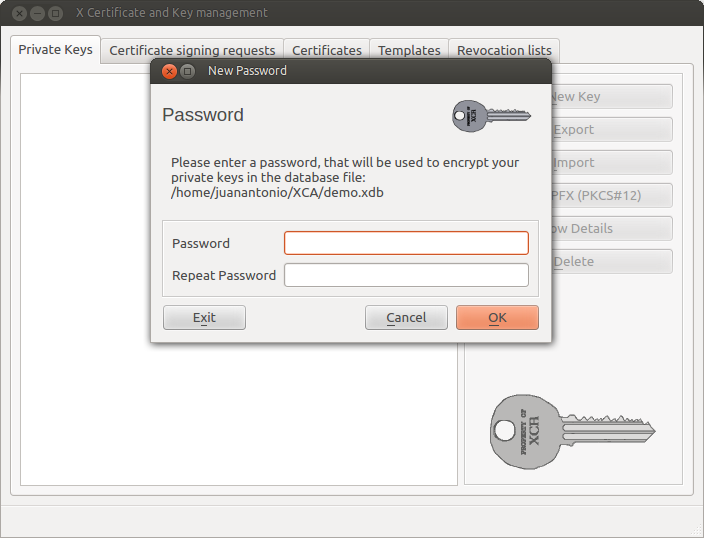 X Certificate and Key management
Private Keys
Certificate signing requests
Certificates
Templates
Revocation lists
New Password
Password
XCA
Please enter a password, that will be used to encrypt your
private keys in the database file:
/home/juanantonio/XCA/demo.xdb
Password
Repeat Password
Exit
Cancel
OK
New Key
Export
Import
PFX (PKCS#12)
ow Details
Delete
PROPERTY OF
XCA